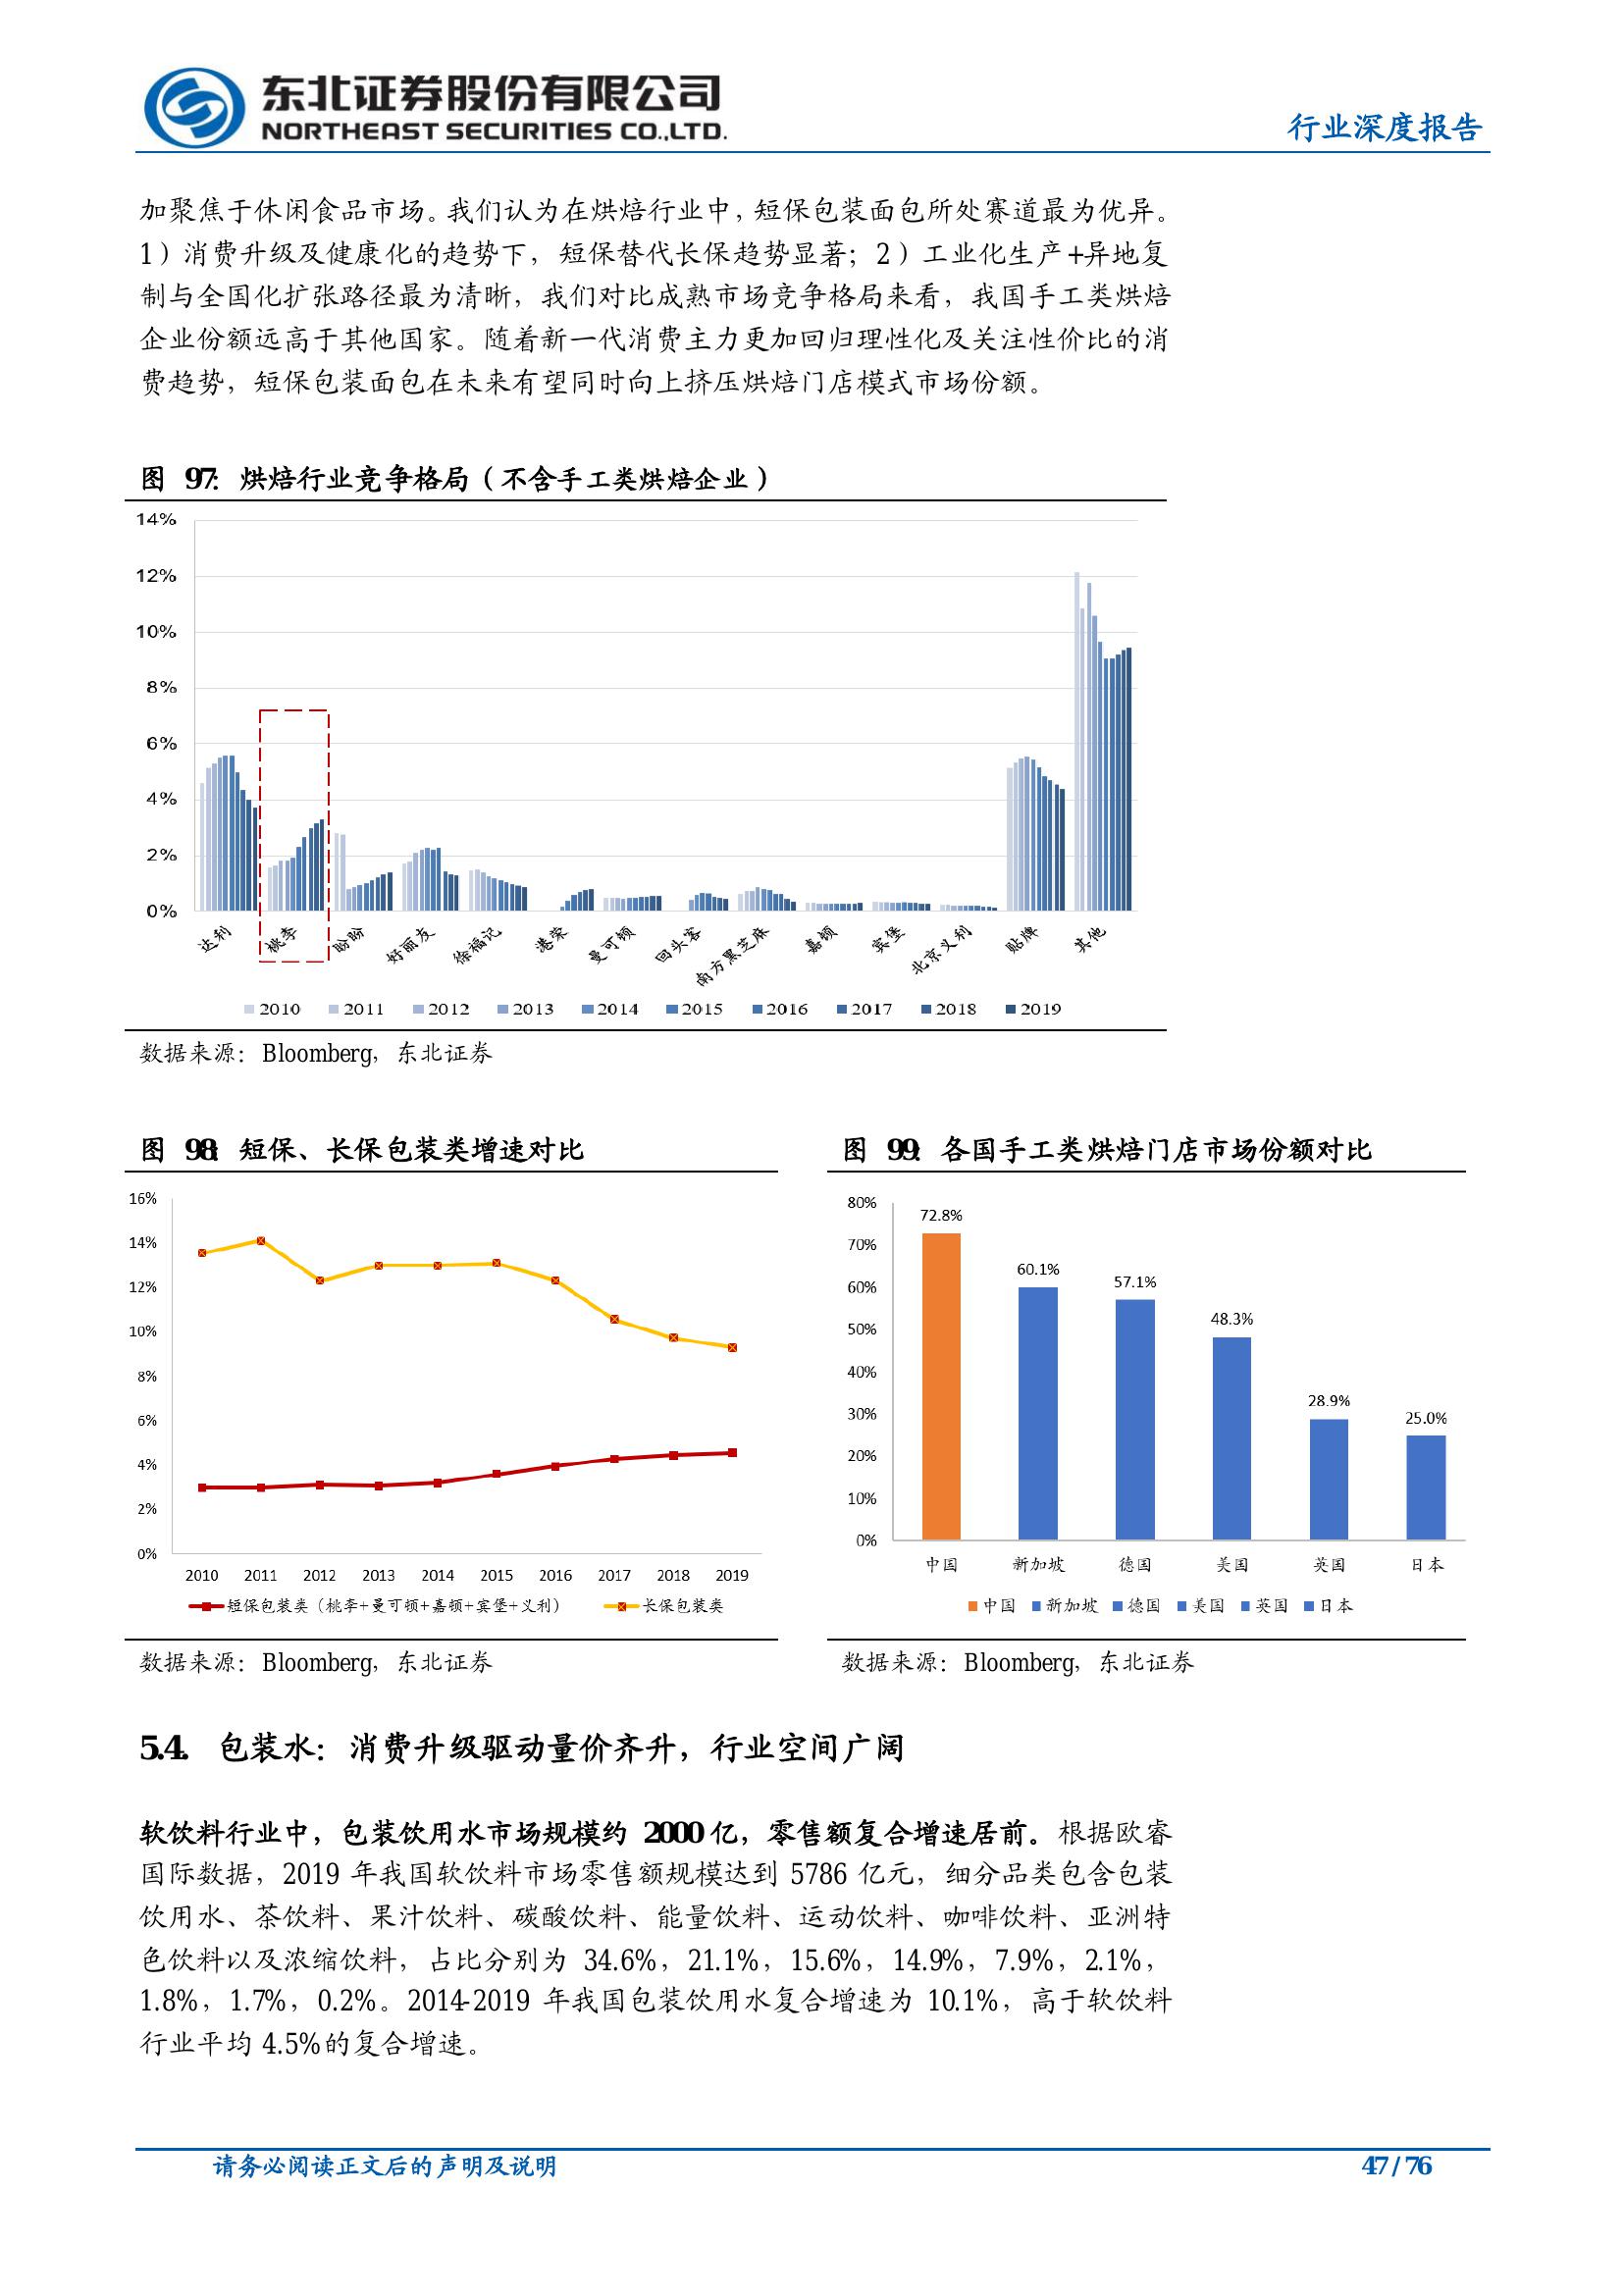 东北证券股份有限公司
NORTHEAST SECURITIES CO.,LTD.
行业深度报告
加聚焦于休闲食品市场。我们认为在烘焙行业中，短保包装面包所处赛道最为优异。
1）消费升级及健康化的趋势下，短保替代长保趋势显著；2）工业化生产+异地复
制与全国化扩张路径最为清晰，我们对比成熟市场竞争格局来看，我国手工类烘焙
企业份额远高于其他国家。随着新一代消费主力更加回归理性化及关注性价比的消
费趋势，短保包装面包在未来有望同时向上挤压烘焙门店模式市场份额。
图 97：烘焙行业竞争格局（不含手工类烘焙企业）
14%
12%
10%
8%
6%
4%
2%
0%
达利 桃李 盼盼 好丽友 徐福记 港荣 曼可顿 回头客 南方黑芝麻 嘉顿 宾堡 北京义利 贴牌 其他
2010 2011 2012 2013 2014 2015 2016 2017 2018 2019
数据来源：Bloomberg，东北证券
图 98：短保、长保包装类增速对比
16%
14%
12%
10%
8%
6%
4%
2%
0%
2010 2011 2012 2013 2014 2015 2016 2017 2018 2019
短保包装类（桃李+曼可顿+嘉顿+宾堡+义利） 长保包装类
数据来源：Bloomberg，东北证券
图 99：各国手工类烘焙门店市场份额对比
80%
70%
60%
50%
40%
30%
20%
10%
0%
72.8%
60.1%
57.1%
48.3%
28.9%
25.0%
中国 新加坡 德国 美国 英国 日本
中国 新加坡 德国 美国 英国 日本
数据来源：Bloomberg，东北证券
5.4. 包装水：消费升级驱动量价齐升，行业空间广阔
软饮料行业中，包装饮用水市场规模约 2000 亿，零售额复合增速居前。根据欧睿
国际数据，2019 年我国软饮料市场零售额规模达到 5786 亿元，细分品类包含包装
饮用水、茶饮料、果汁饮料、碳酸饮料、能量饮料、运动饮料、咖啡饮料、亚洲特
色饮料以及浓缩饮料，占比分别为 34.6%，21.1%，15.6%，14.9%，7.9%，2.1%，
1.8%，1.7%，0.2%。2014-2019 年我国包装饮用水复合增速为 10.1%，高于软饮料
行业平均 4.5%的复合增速。
请务必阅读正文后的声明及说明
47 / 76